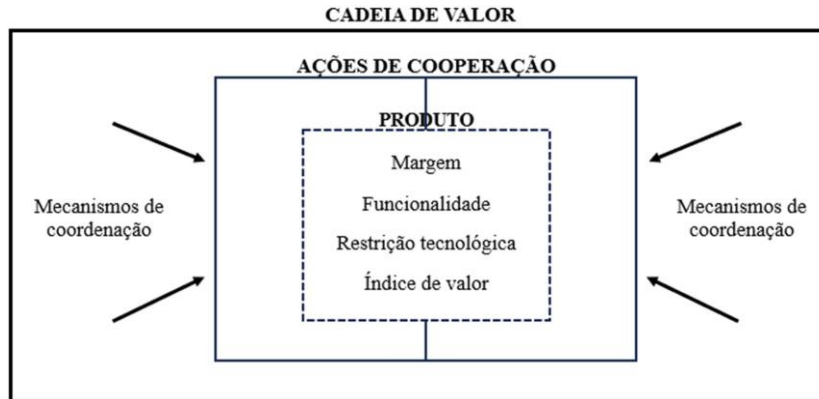 CADEIA DE VALOR
AÇÕES DE COOPERAÇÃO
PRODUTO
Margem
Funcionalidade
Restrição tecnológica
Índice de valor
Mecanismos de
coordenação
Mecanismos de
coordenação